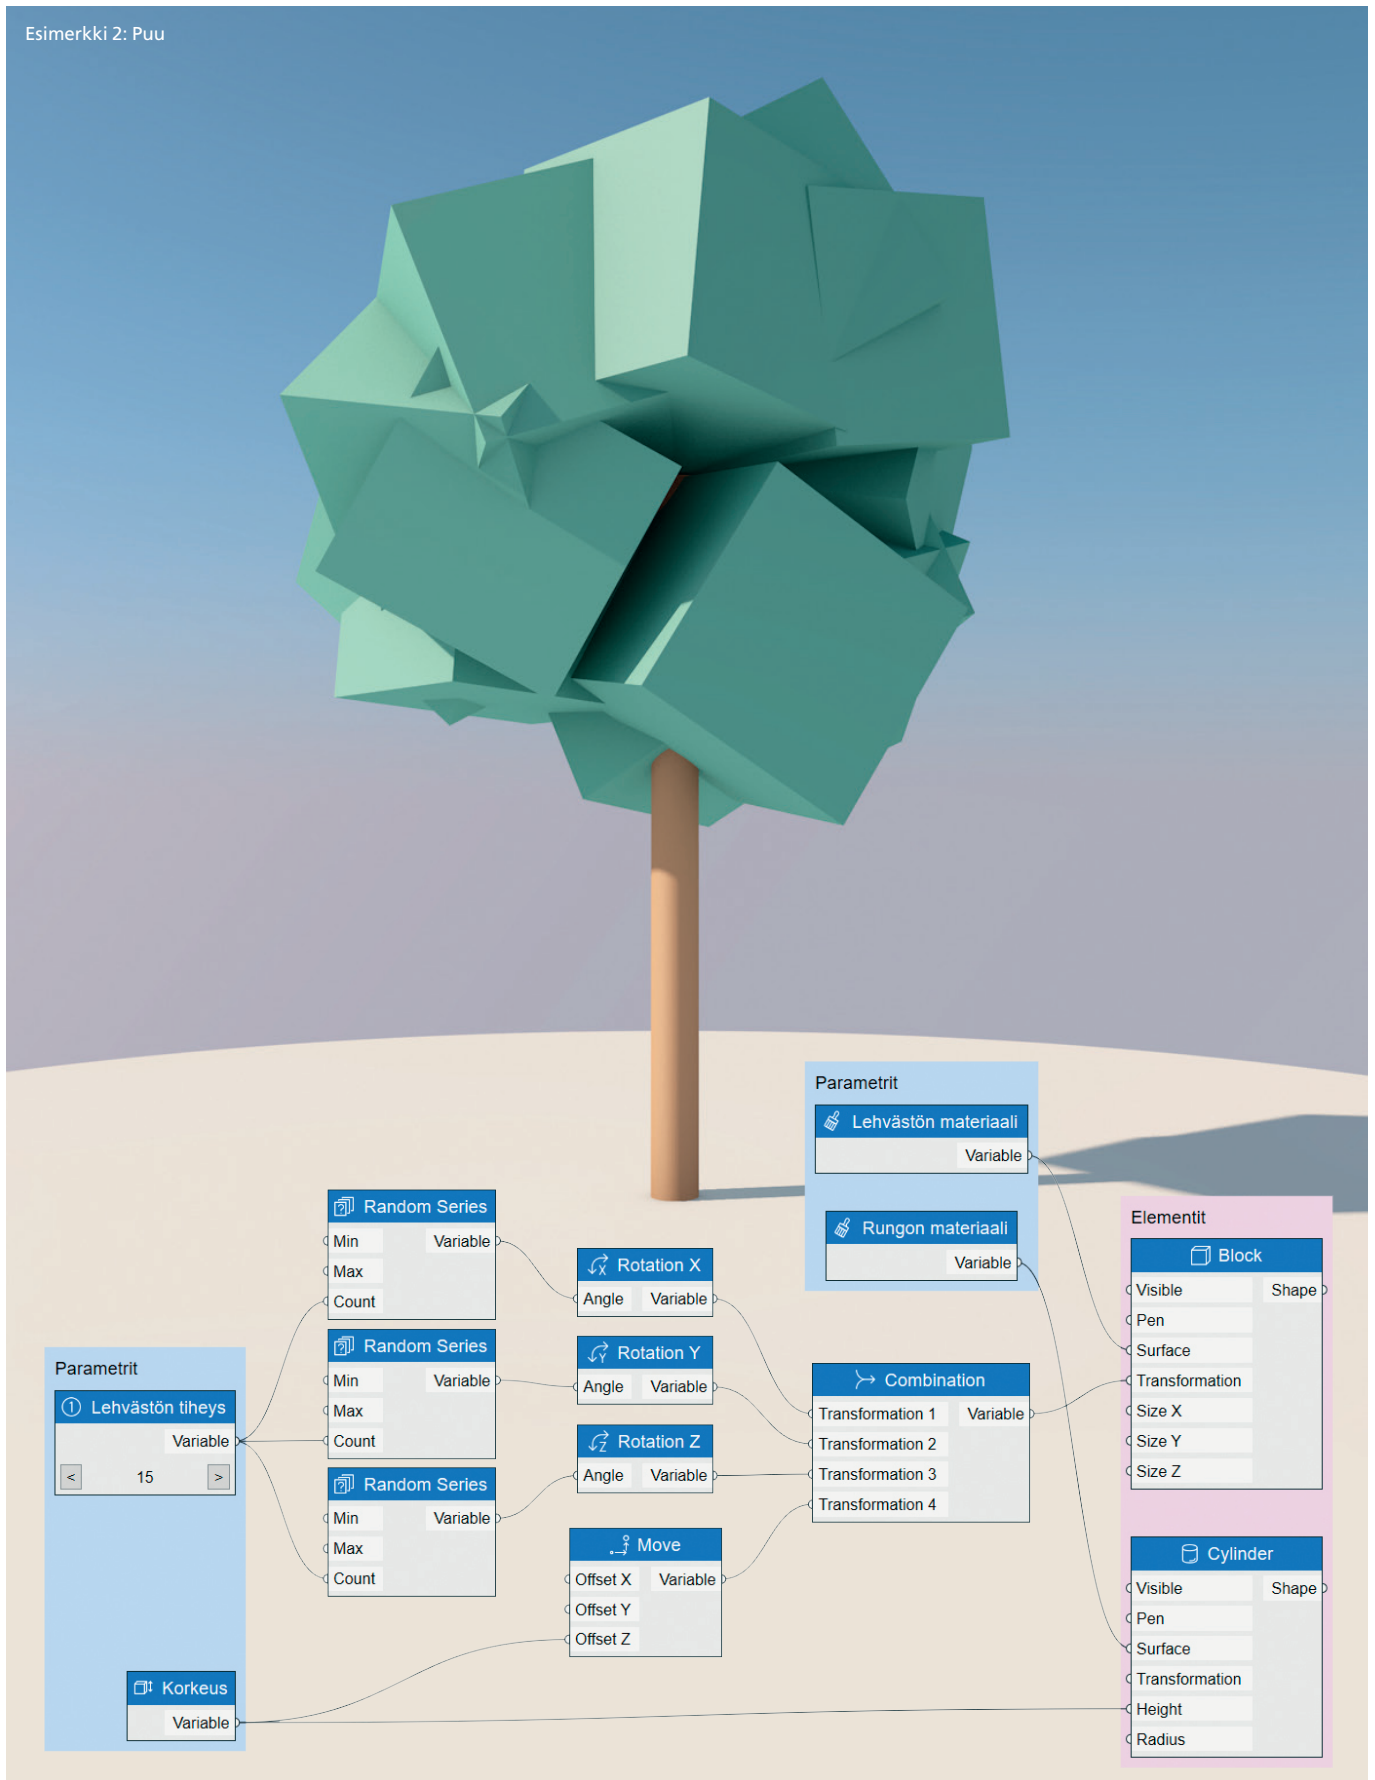 Esimerkki 2: Puu
Parametrit
Lehvästön materiaali
Variable
Rungon materiaali
Variable
Random Series
Min Variable
Max
Count
Random Series
Min Variable
Max
Count
Random Series
Min Variable
Max
Count
Rotation X
Angle Variable
Rotation Y
Angle Variable
Rotation Z
Angle Variable
Move
Offset X Variable
Offset Y
Offset Z
Parametrit
Lehvästön tiheys
Variable
< 15 >
Korkeus
Variable
Combination
Transformation 1 Variable
Transformation 2
Transformation 3
Transformation 4
Elementit
Block
Visible Shape
Pen
Surface
Transformation
Size X
Size Y
Size Z
Cylinder
Visible Shape
Pen
Surface
Transformation
Height
Radius